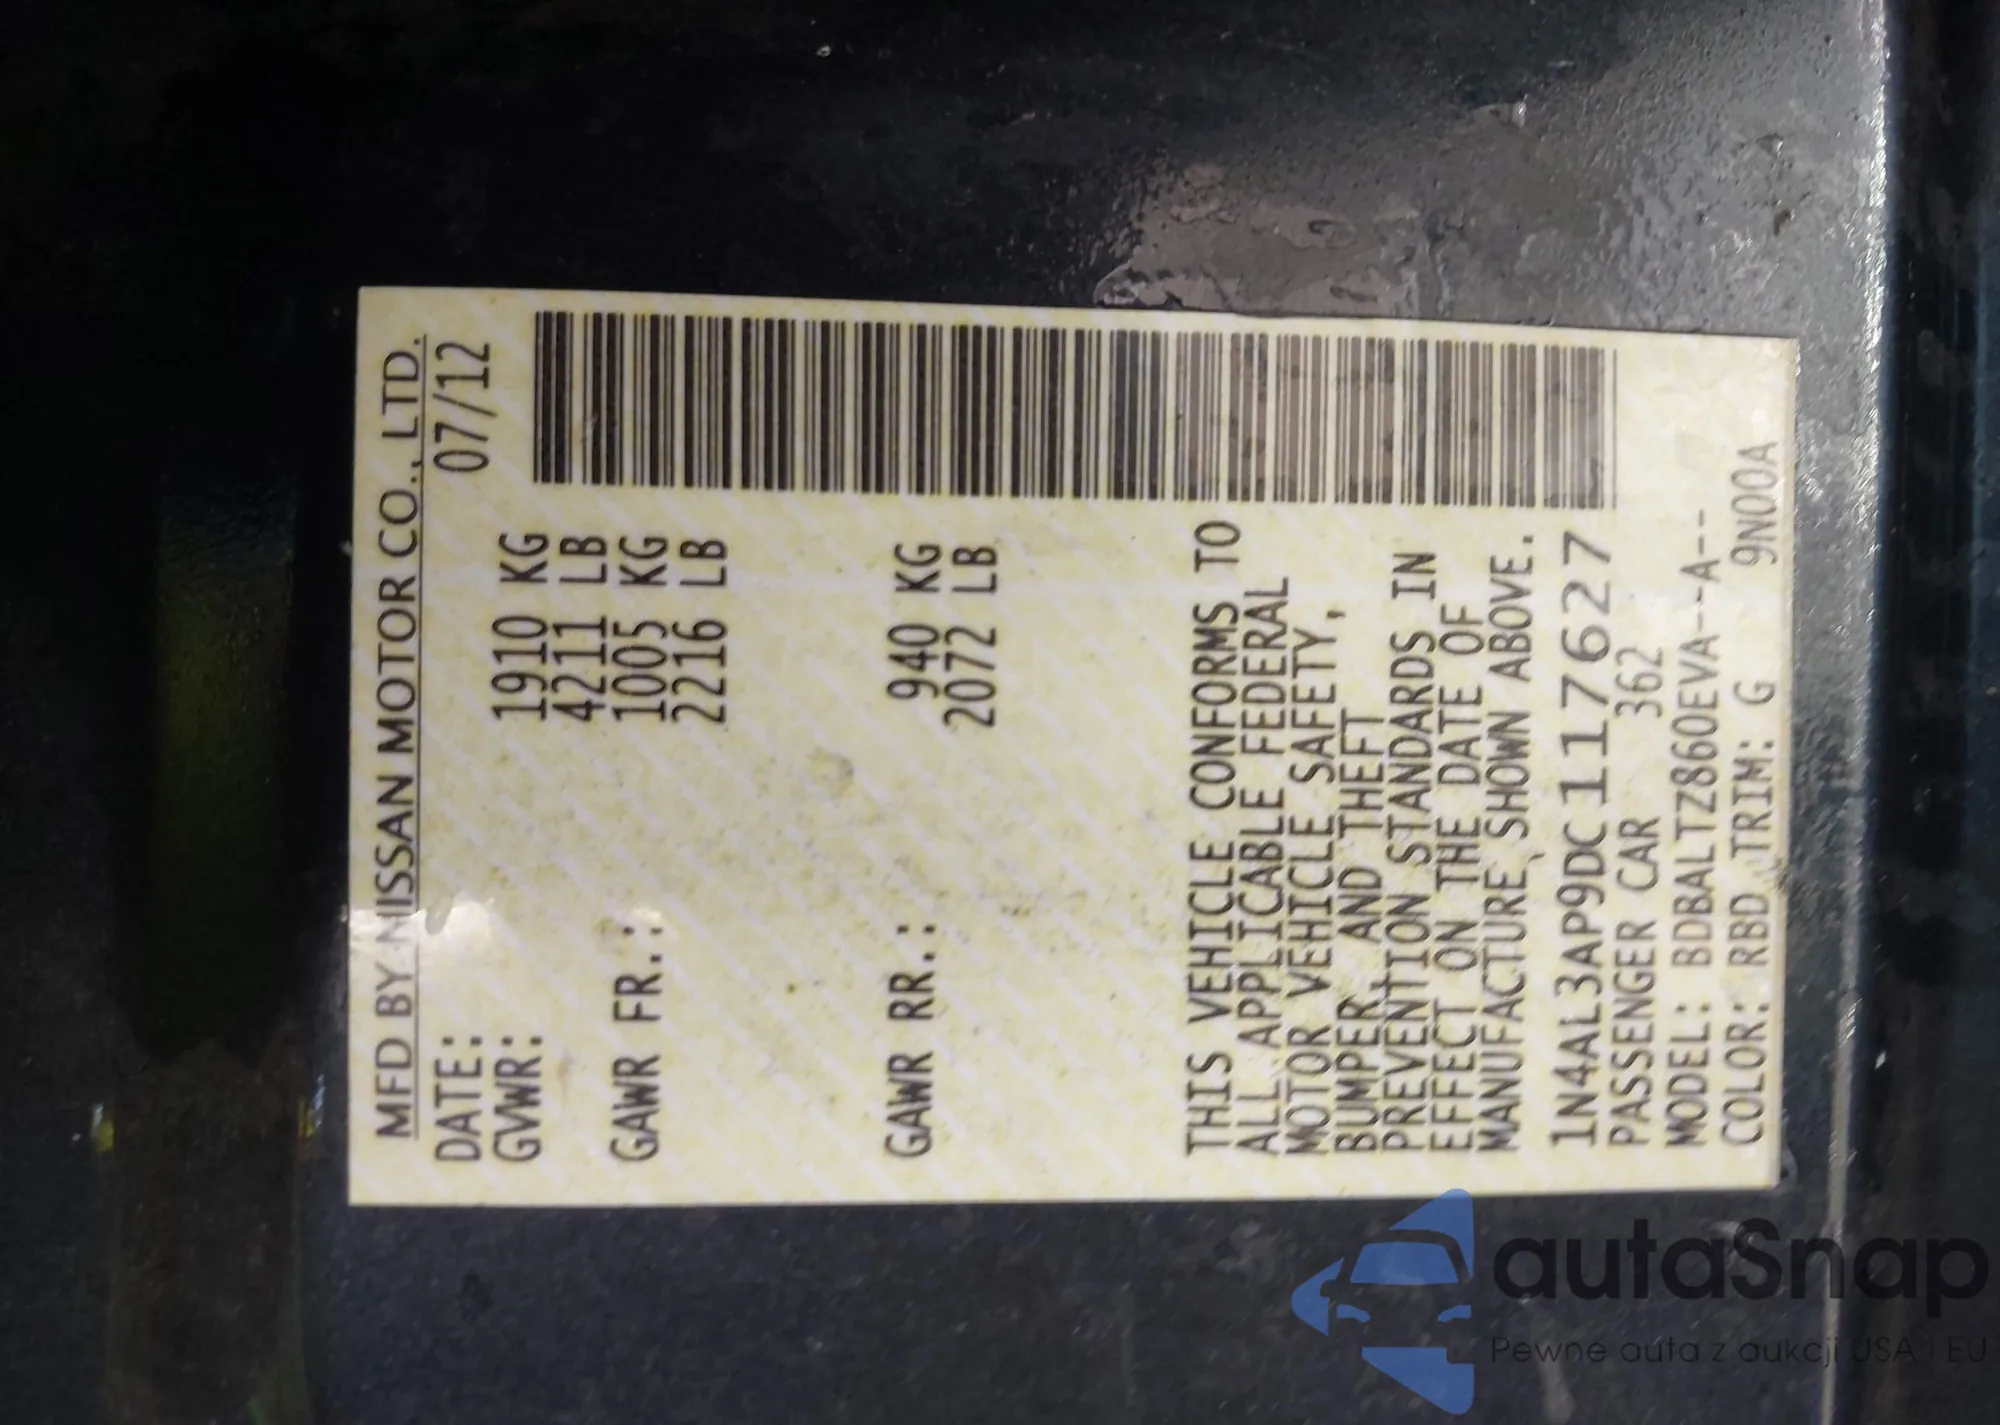 MFD BY NISSAN MOTOR CO., LTD.
DATE: 07/12
GVWR: 1910 KG
4211 LB
GAWR FR.: 1005 KG
2216 LB
GAWR RR.: 940 KG
2072 LB
THIS VEHICLE CONFORMS TO
ALL APPLICABLE FEDERAL
MOTOR VEHICLE SAFETY,
BUMPER, AND THEFT
PREVENTION STANDARDS IN
EFFECT ON THE DATE OF
MANUFACTURE SHOWN ABOVE.
1N4AL3AP9DC117627
PASSENGER CAR 362
MODEL: BDBALTZ860EVA--A--
COLOR: RBD TRIM: G 9N00A
autaSnap
Pewne auta z aukcji USA i EU